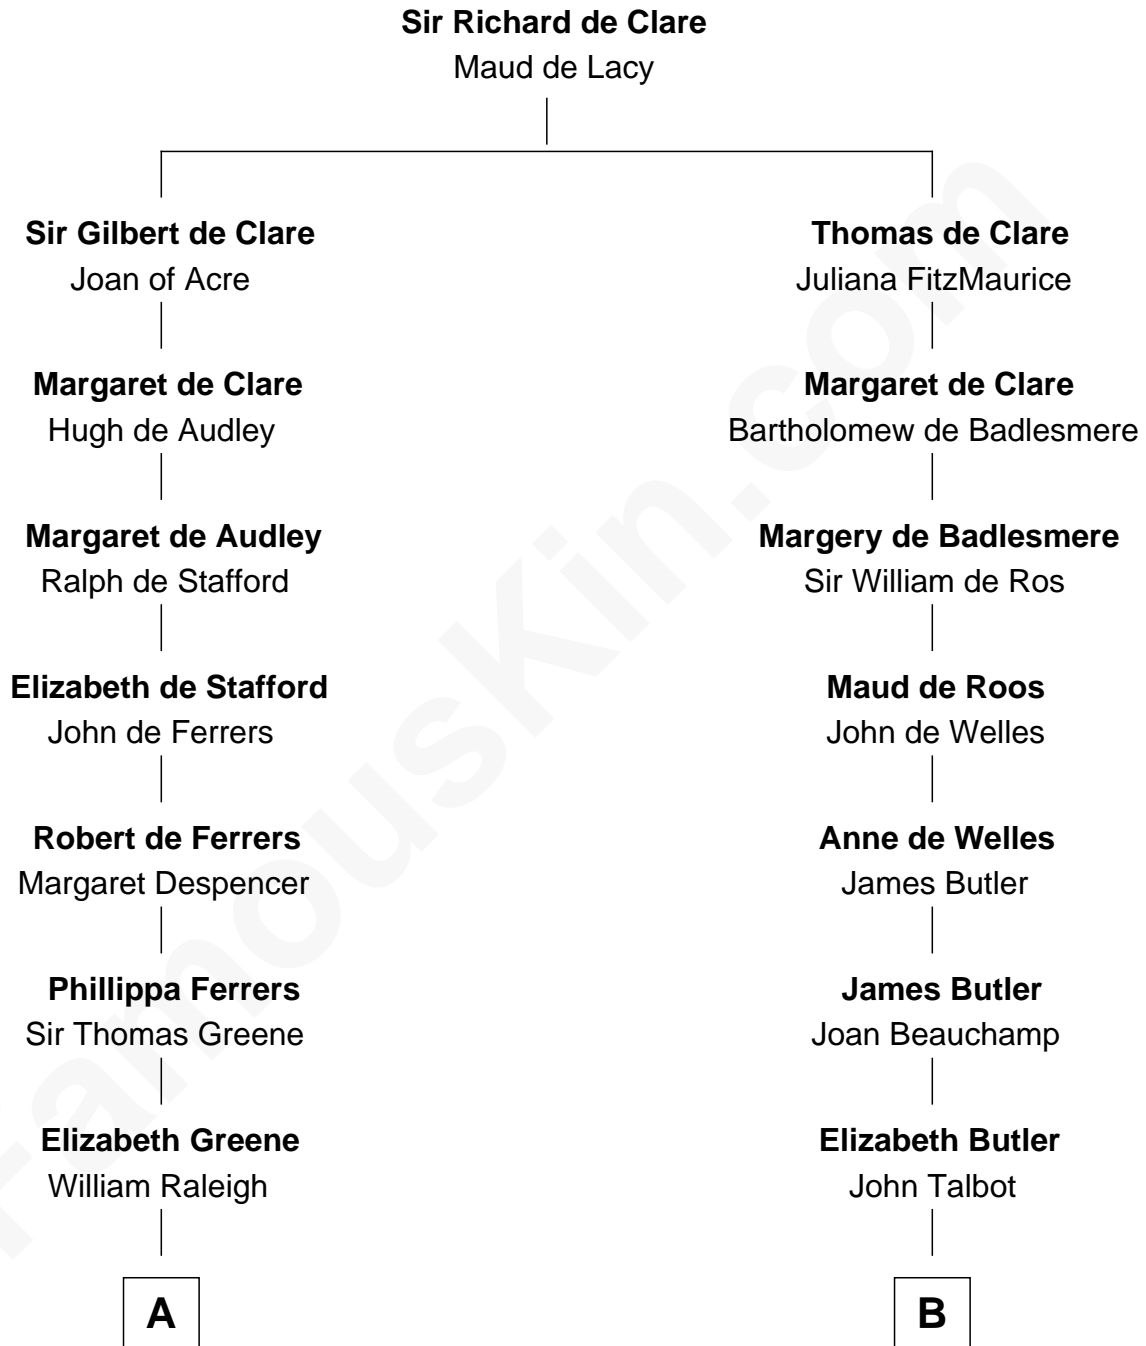 Sir Richard de Clare
Maud de Lacy
Sir Gilbert de Clare
Joan of Acre
Margaret de Clare
Hugh de Audley
Margaret de Audley
Ralph de Stafford
Elizabeth de Stafford
John de Ferrers
Robert de Ferrers
Margaret Despencer
Phillippa Ferrers
Sir Thomas Greene
Elizabeth Greene
William Raleigh
A
Thomas de Clare
Juliana FitzMaurice
Margaret de Clare
Bartholomew de Badlesmere
Margery de Badlesmere
Sir William de Ros
Maud de Roos
John de Welles
Anne de Welles
James Butler
James Butler
Joan Beauchamp
Elizabeth Butler
John Talbot
B
FamousKin.com